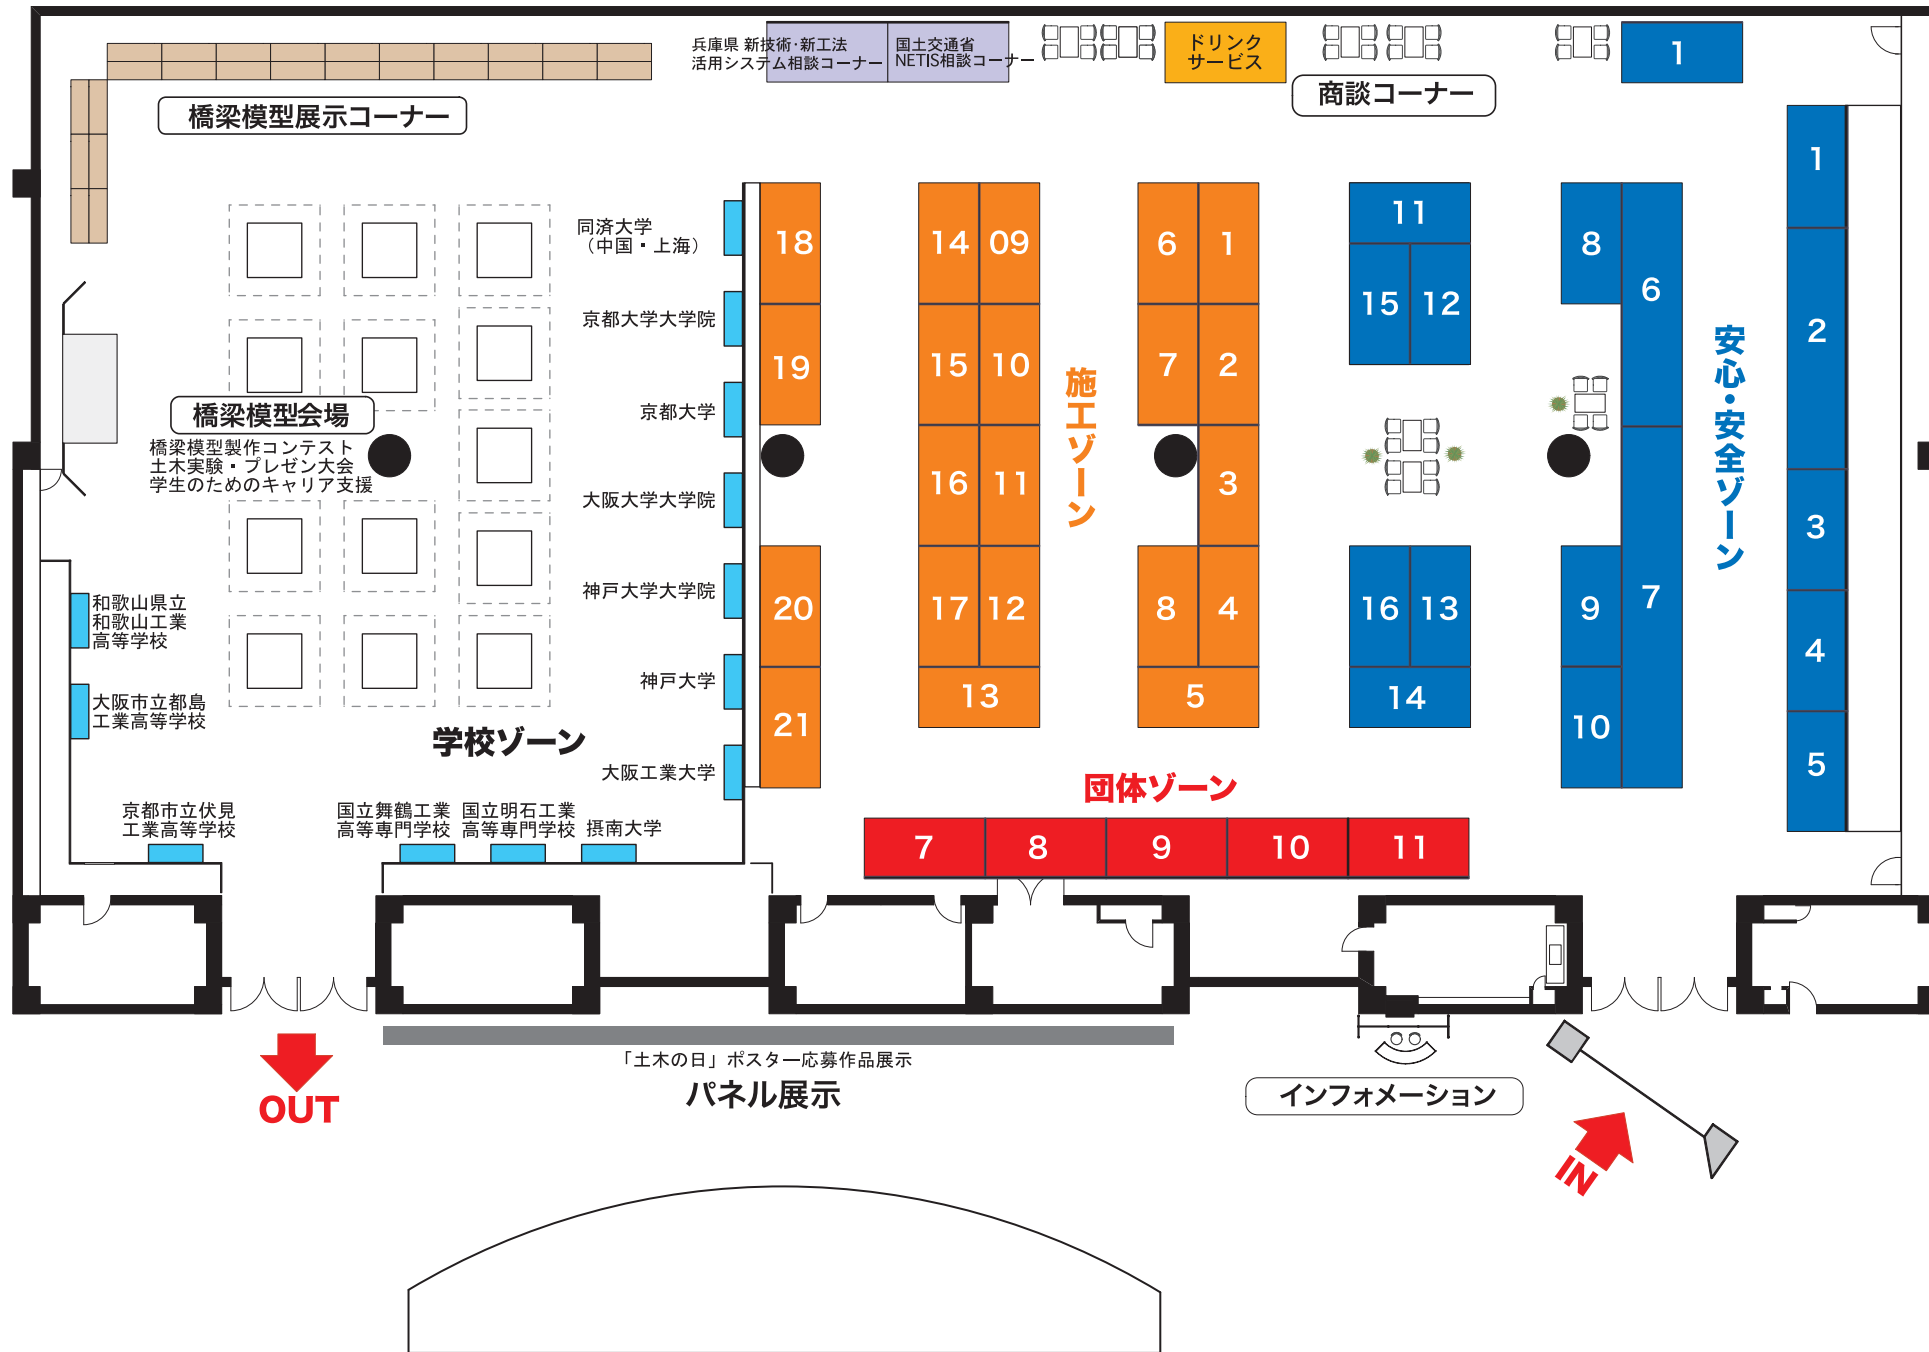 兵庫県 新技術・新工法
活用システム相談コーナー
国土交通省
NETIS相談コーナー
ドリンク
サービス
1
橋梁模型展示コーナー
商談コーナー
同済大学
（中国・上海）
京都大学大学院
京都大学
大阪大学大学院
神戸大学大学院
神戸大学
大阪工業大学
橋梁模型会場
橋梁模型製作コンテスト
土木実験・プレゼン大会
学生のためのキャリア支援
和歌山県立
和歌山工業
高等学校
大阪市立都島
工業高等学校
学校ゾーン
京都市立伏見
工業高等学校
国立舞鶴工業
高等専門学校
国立明石工業
高等専門学校
摂南大学
18
19
20
21
14
09
15
10
16
11
17
12
13
施工ゾーン
6
1
7
2
3
8
4
5
11
15
12
16
13
14
8
6
7
9
10
安心・安全ゾーン
1
2
3
4
5
団体ゾーン
7
8
9
10
11
OUT
「土木の日」ポスター応募作品展示
パネル展示
インフォメーション
IN